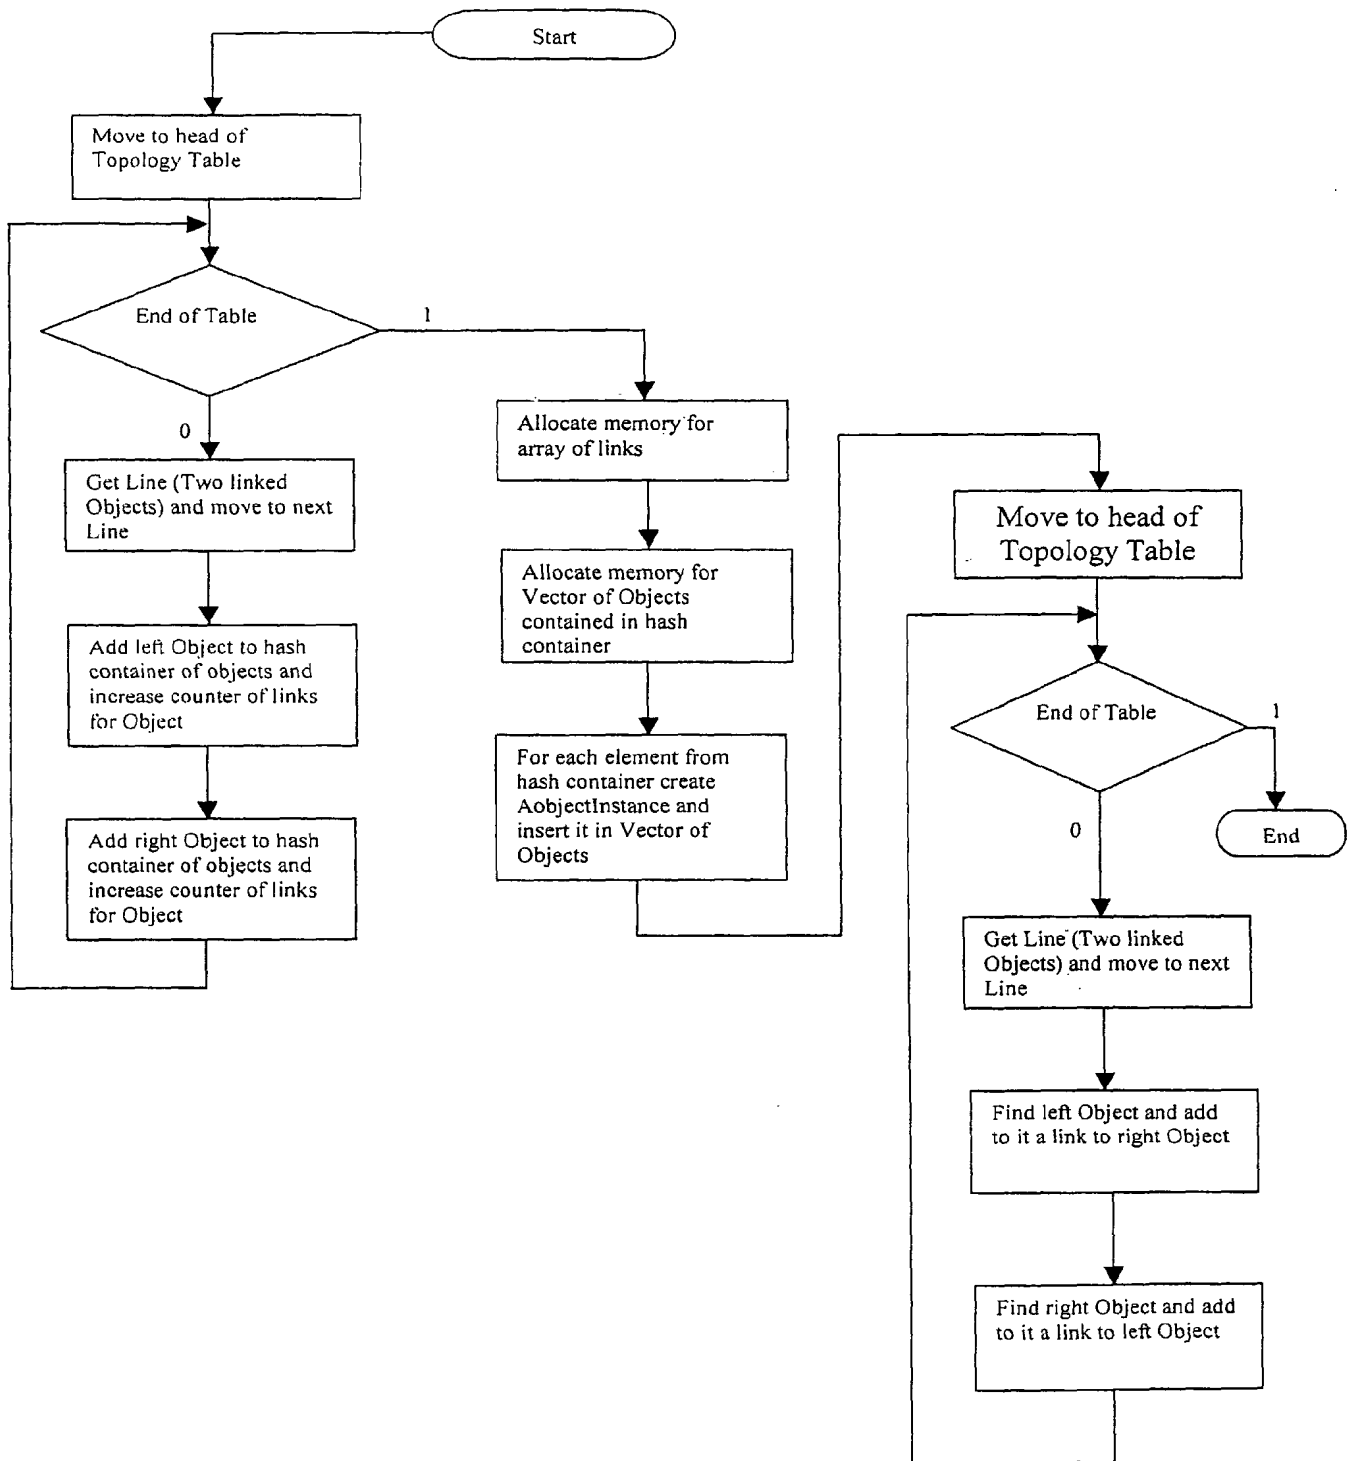 Start
Move to head of
Topology Table
End of Table
1
0
Get Line (Two linked
Objects) and move to next
Line
Add left Object to hash
container of objects and
increase counter of links
for Object
Add right Object to hash
container of objects and
increase counter of links
for Object
Allocate memory for
array of links
Allocate memory for
Vector of Objects
contained in hash
container
For each element from
hash container create
AobjectInstance and
insert it in Vector of
Objects
Move to head of
Topology Table
End of Table
1
0
End
Get Line (Two linked
Objects) and move to next
Line
Find left Object and add
to it a link to right Object
Find right Object and add
to it a link to left Object